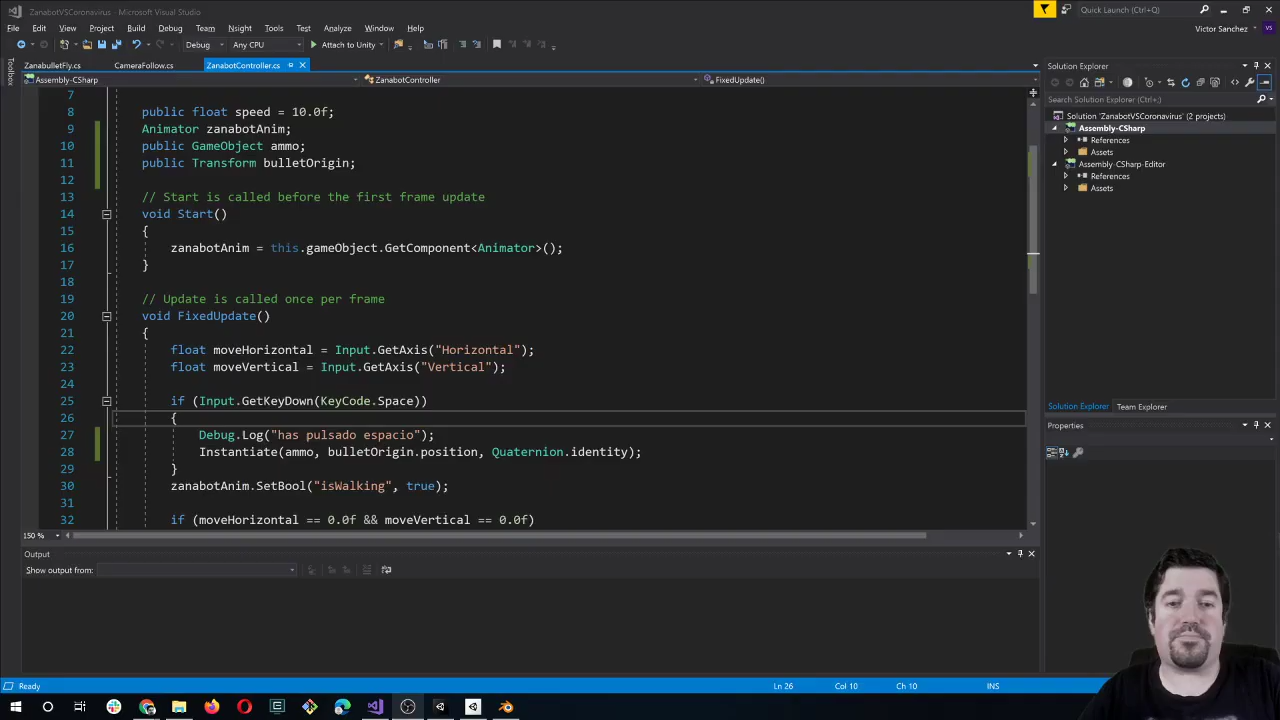 ZanabotVSCoronavirus - Microsoft Visual Studio
Quick Launch (Ctrl+Q)
File Edit View Project Build Debug Team Insight Tools Test Analyze Window Help
Victor Sanchez
VS
Debug Any CPU Attach to Unity
Toolbox
ZanabulletFly.cs CameraFollow.cs ZanabotController.cs
Assembly-CSharp ZanabotController FixedUpdate()
7
8 public float speed = 10.0f;
9 Animator zanabotAnim;
10 public GameObject ammo;
11 public Transform bulletOrigin;
12
13 // Start is called before the first frame update
14 void Start()
15 {
16 zanabotAnim = this.gameObject.GetComponent<Animator>();
17 }
18
19 // Update is called once per frame
20 void FixedUpdate()
21 {
22 float moveHorizontal = Input.GetAxis("Horizontal");
23 float moveVertical = Input.GetAxis("Vertical");
24
25 if (Input.GetKeyDown(KeyCode.Space))
26 {
27 Debug.Log("has pulsado espacio");
28 Instantiate(ammo, bulletOrigin.position, Quaternion.identity);
29 }
30 zanabotAnim.SetBool("isWalking", true);
31
32 if (moveHorizontal == 0.0f && moveVertical == 0.0f)
150 %
Output
Show output from:
Solution Explorer
Search Solution Explorer (Ctrl+;)
Solution 'ZanabotVSCoronavirus' (2 projects)
Assembly-CSharp
References
Assets
Assembly-CSharp-Editor
References
Assets
Solution Explorer Team Explorer
Properties
Ready Ln 26 Col 10 Ch 10 INS